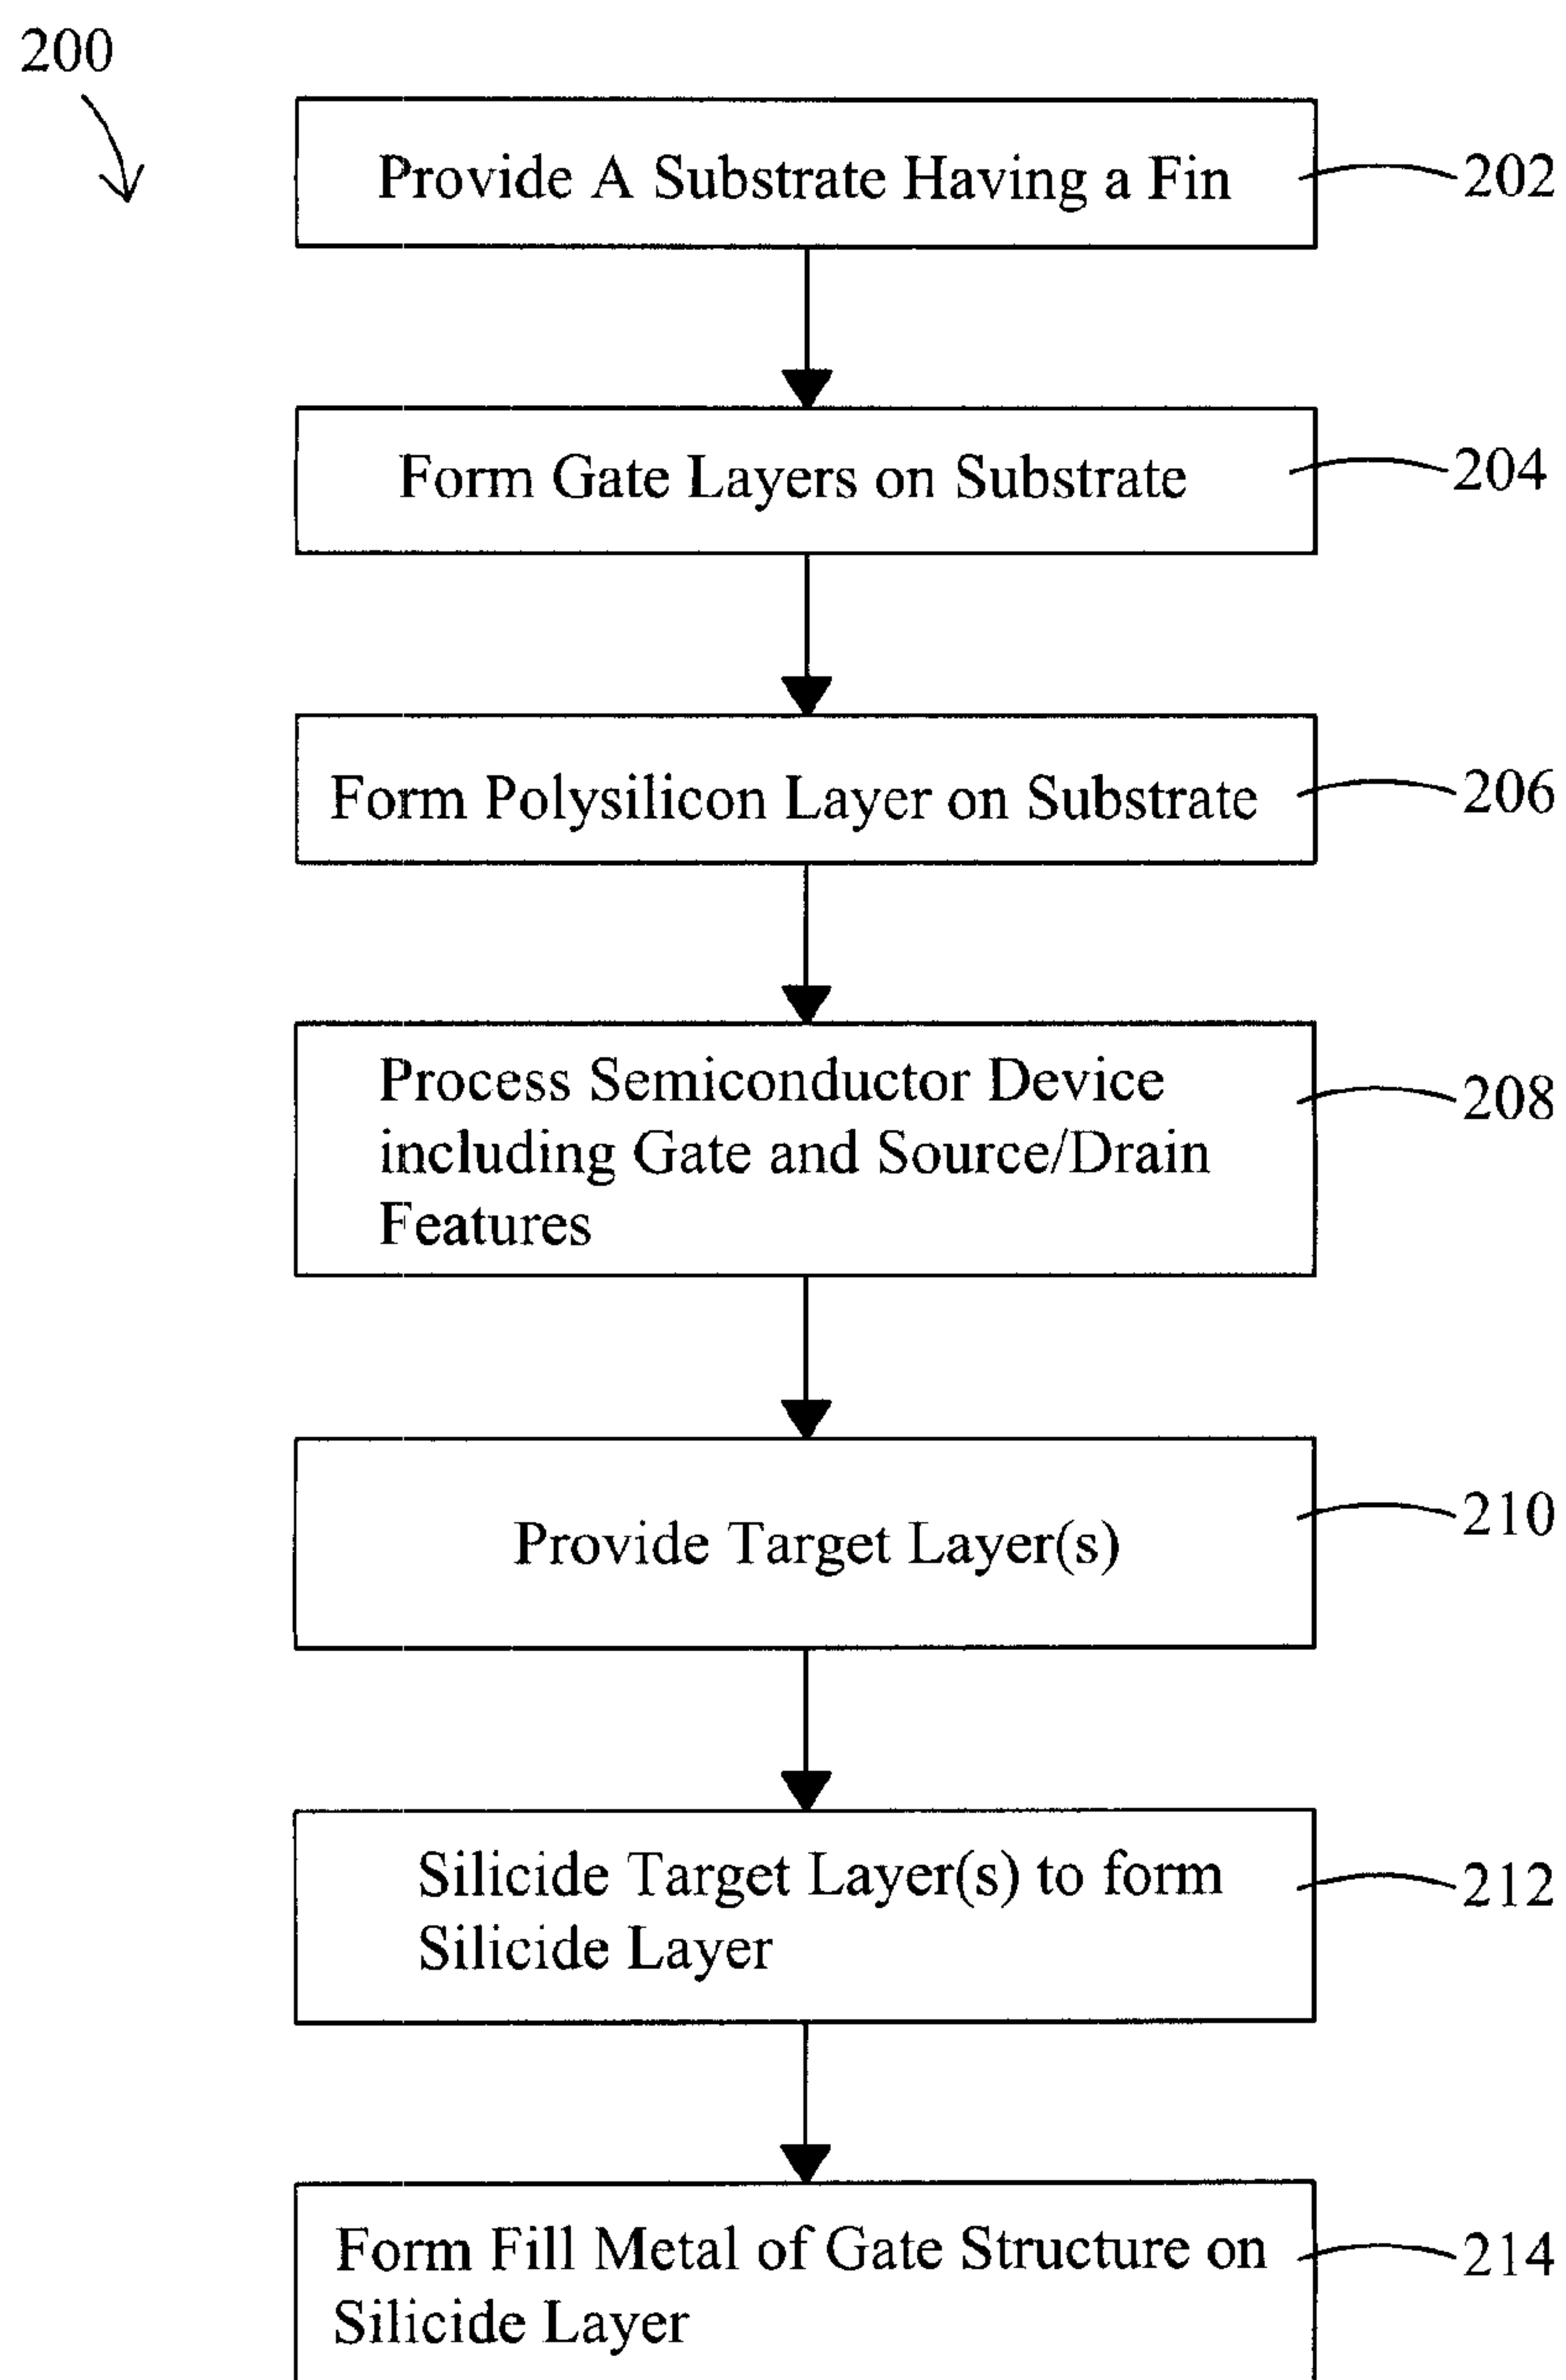 200
Provide A Substrate Having a Fin
202
Form Gate Layers on Substrate
204
Form Polysilicon Layer on Substrate
206
Process Semiconductor Device
including Gate and Source/Drain
Features
208
Provide Target Layer(s)
210
Silicide Target Layer(s) to form
Silicide Layer
212
Form Fill Metal of Gate Structure on
Silicide Layer
214